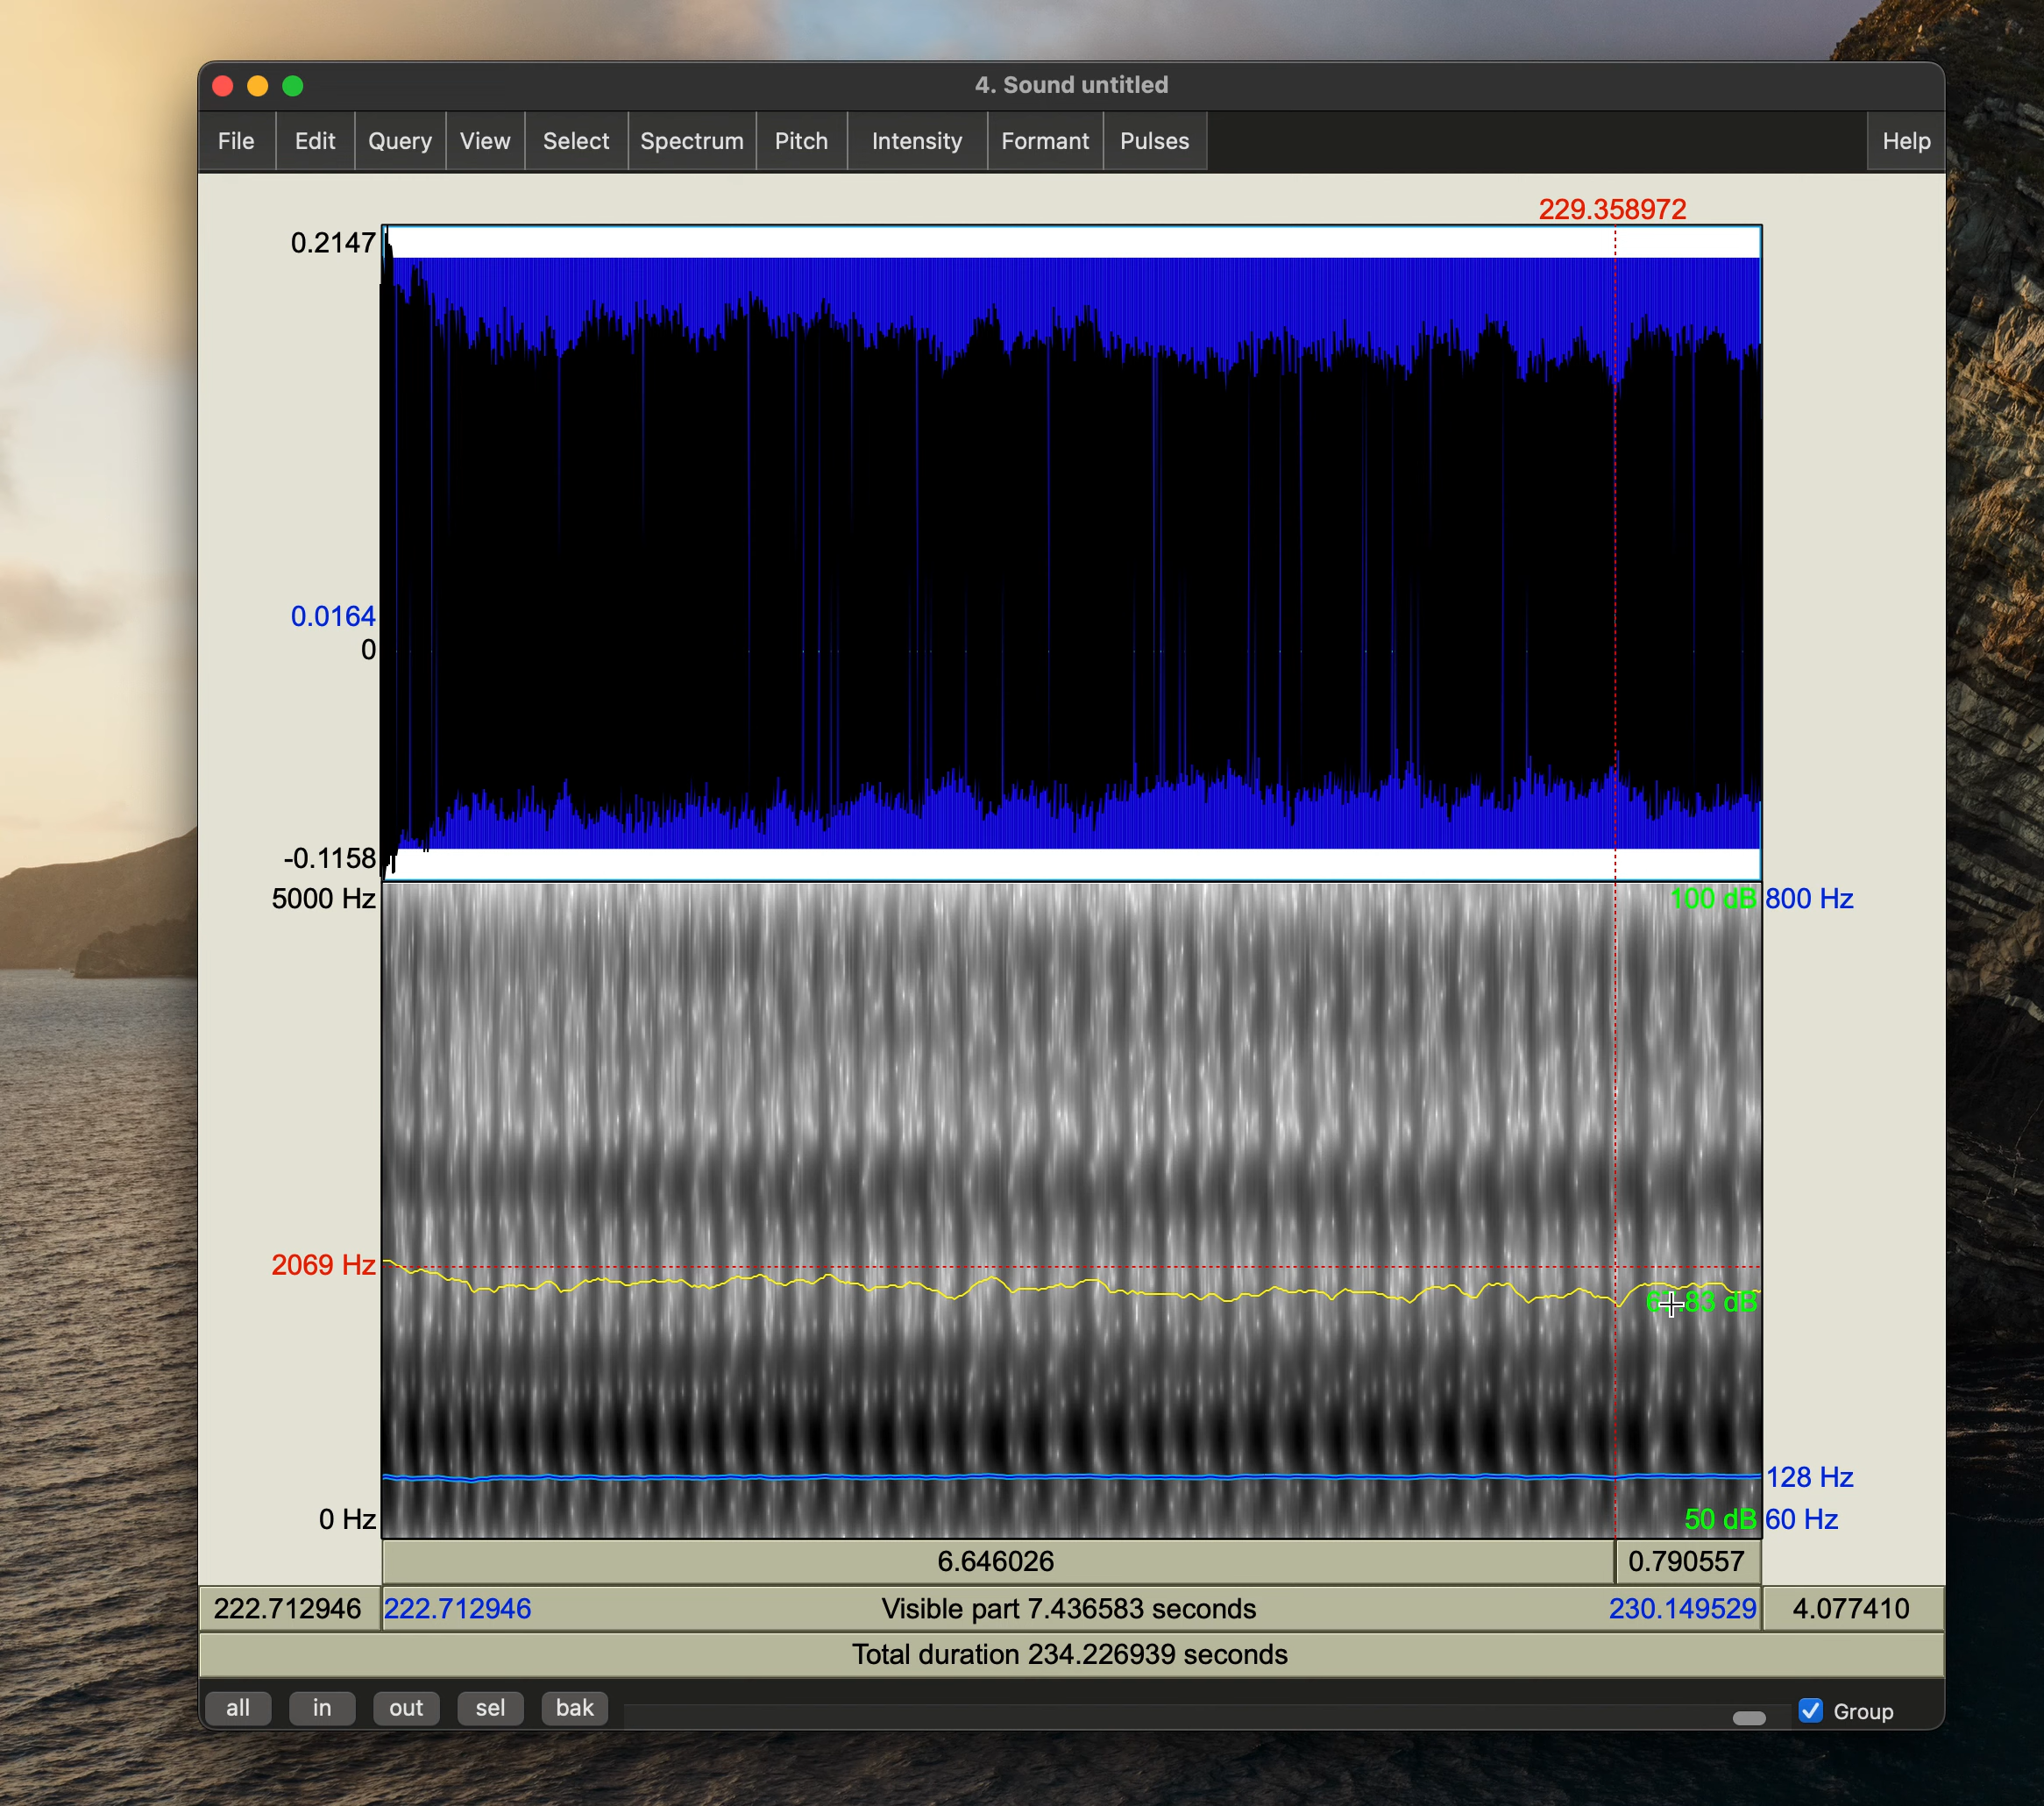 4. Sound untitled
File Edit Query View Select Spectrum Pitch Intensity Formant Pulses Help
229.358972
0.2147
0.0164
0
-0.1158
5000 Hz 100 dB 800 Hz
2069 Hz
dB
128 Hz
0 Hz 50 dB 60 Hz
6.646026 0.790557
222.712946 222.712946 Visible part 7.436583 seconds 230.149529 4.077410
Total duration 234.226939 seconds
all in out sel bak Group